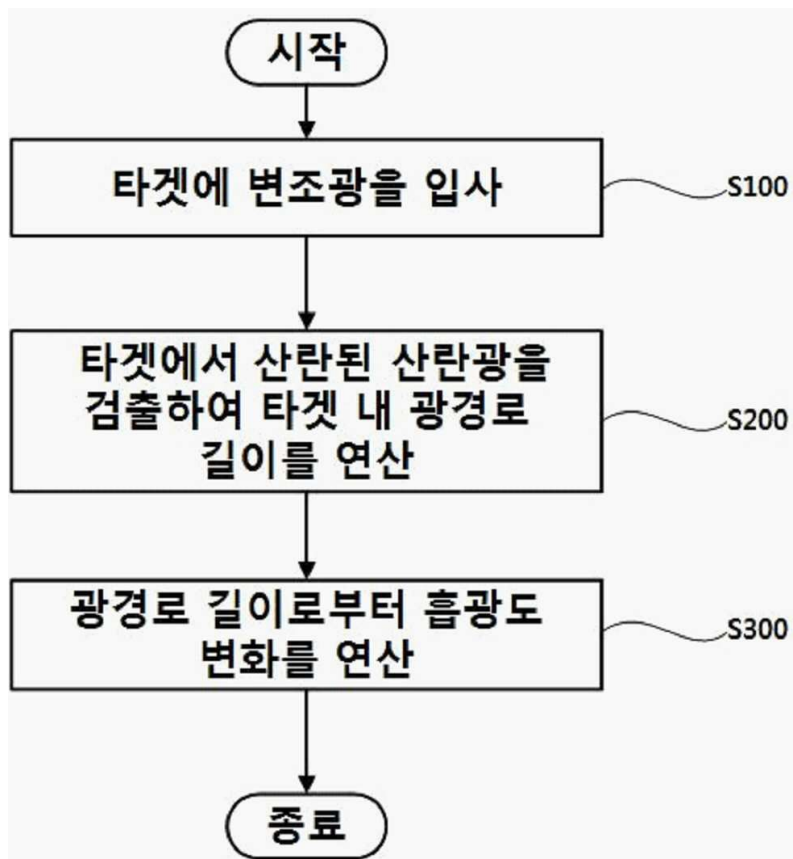 시작
타겟에 변조광을 입사
S100
타겟에서 산란된 산란광을
검출하여 타겟 내 광경로
길이를 연산
S200
광경로 길이로부터 흡광도
변화를 연산
S300
종료